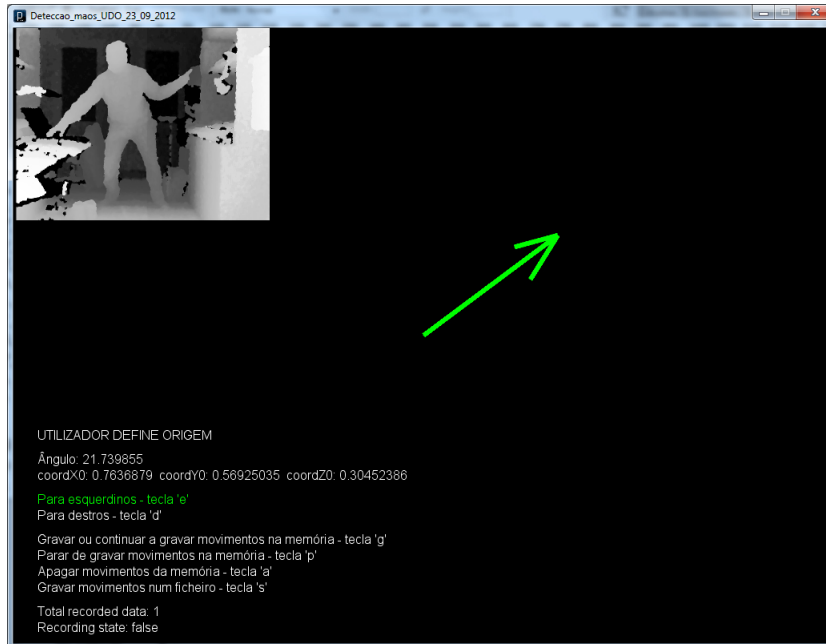 Deteccao_maos_UDO_23_09_2012
UTILIZADOR DEFINE ORIGEM
Ângulo: 21.739855
coordX0: 0.7636879 coordY0: 0.56925035 coordZ0: 0.30452386
Para esquerdinos - tecla 'e'
Para destros - tecla 'd'
Gravar ou continuar a gravar movimentos na memória - tecla 'g'
Parar de gravar movimentos na memória - tecla 'p'
Apagar movimentos da memória - tecla 'a'
Gravar movimentos num ficheiro - tecla 's'
Total recorded data: 1
Recording state: false